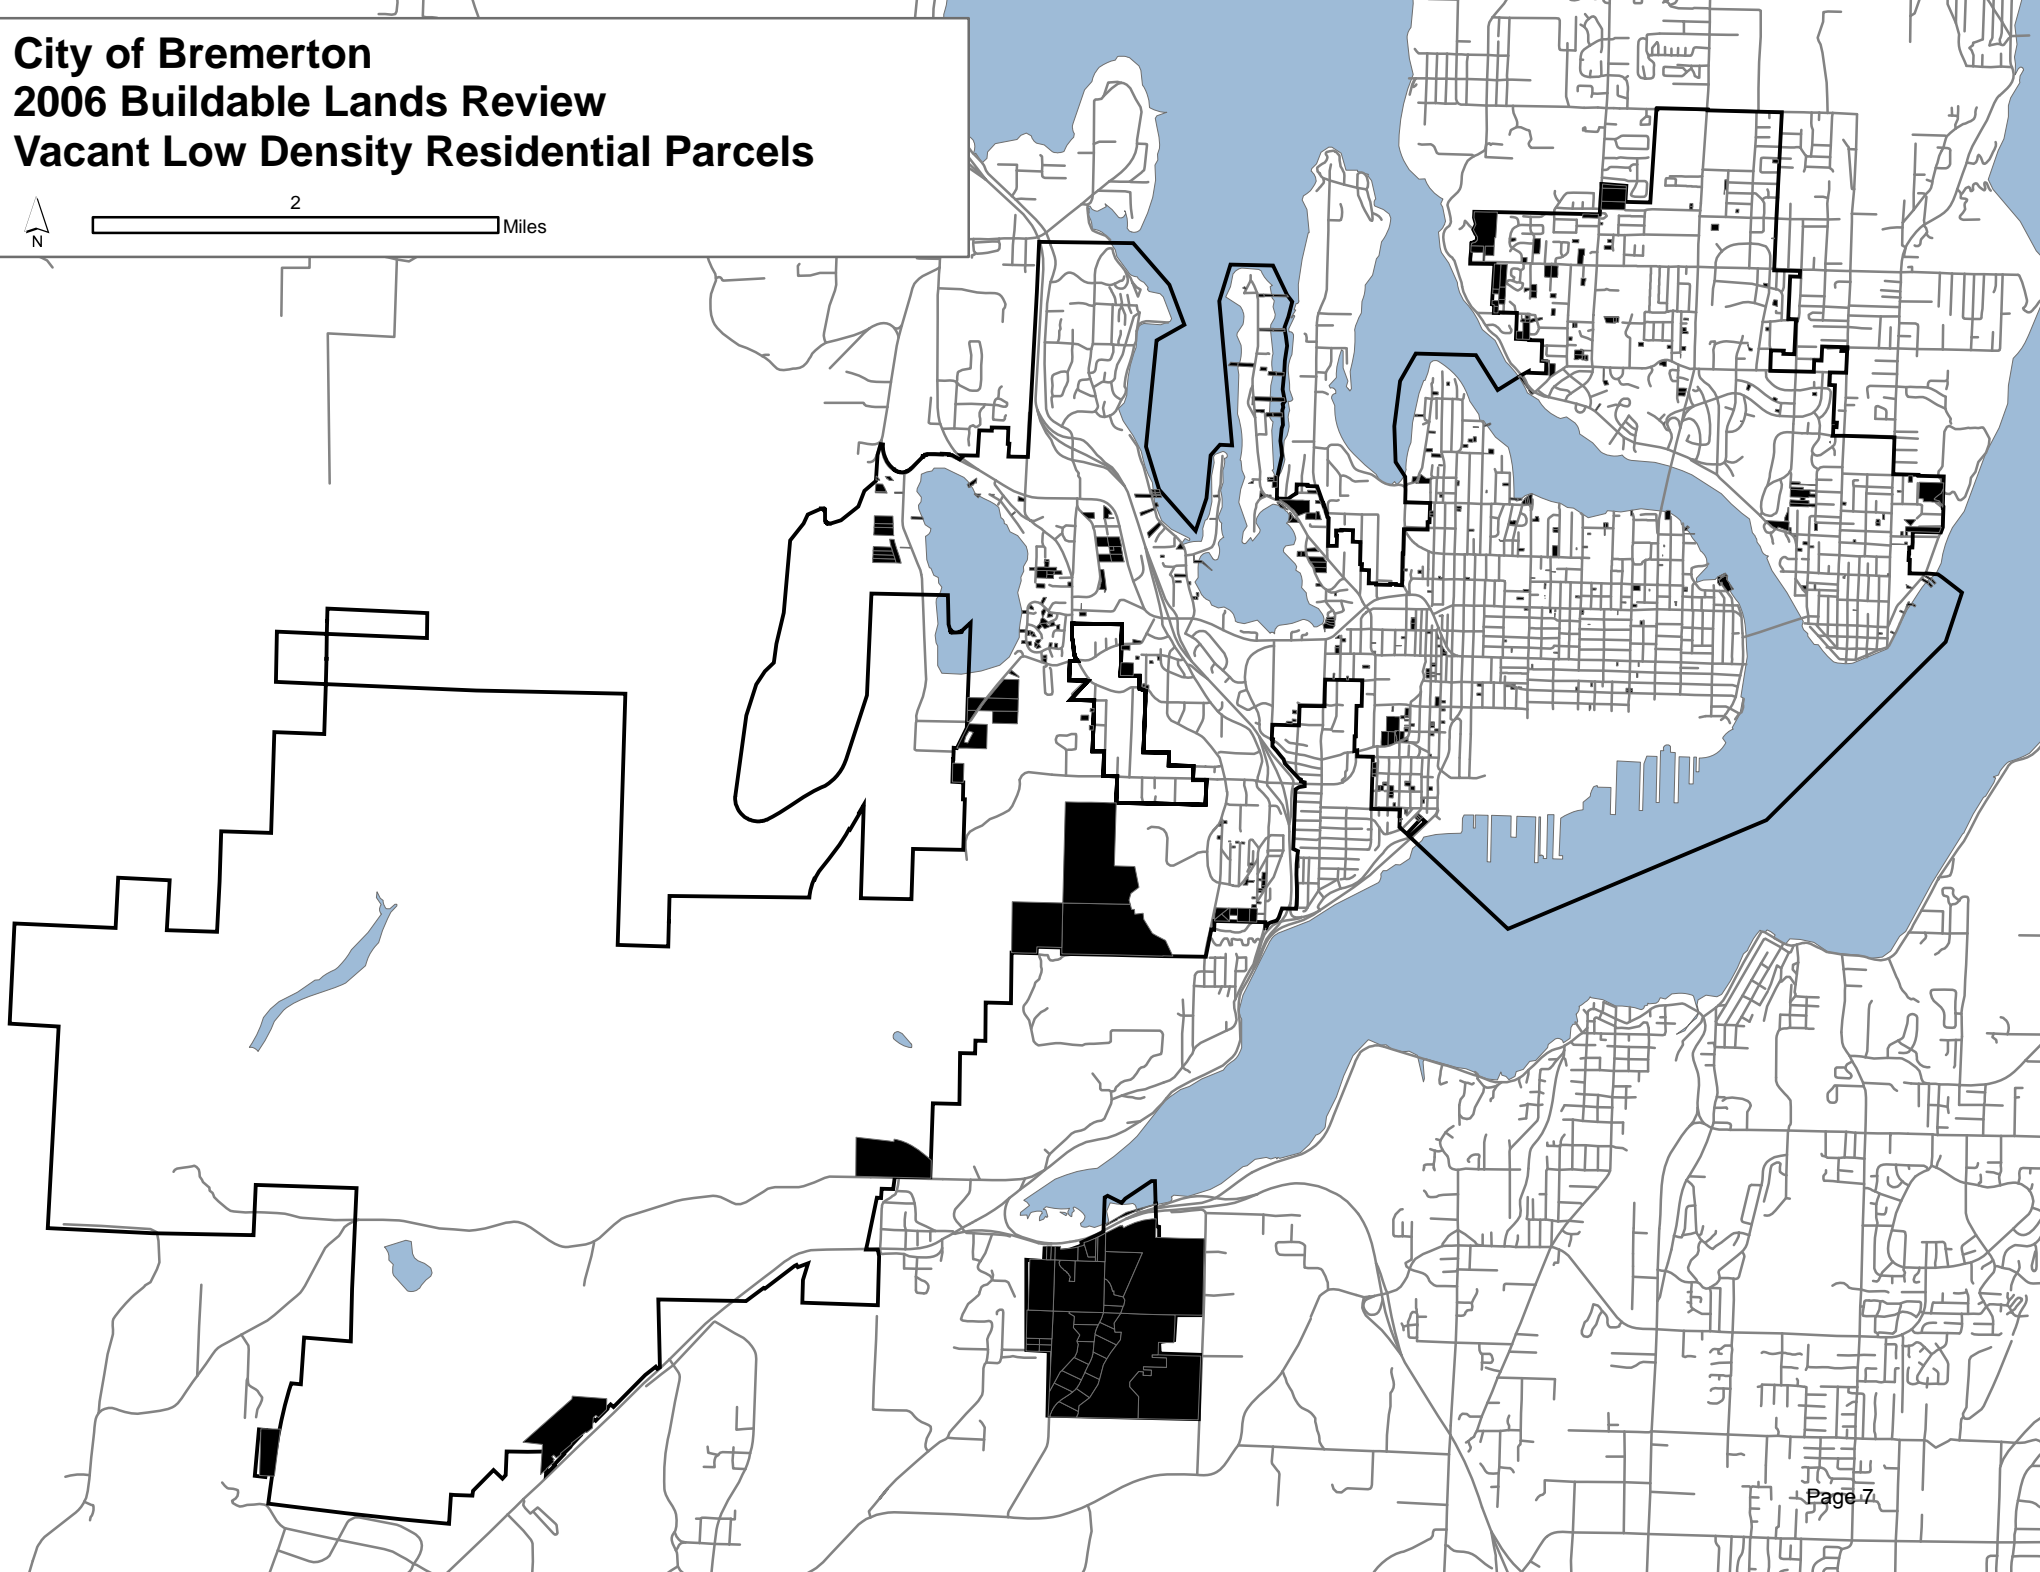 City of Bremerton
2006 Buildable Lands Review
Vacant Low Density Residential Parcels
2
Miles
N
Page 7